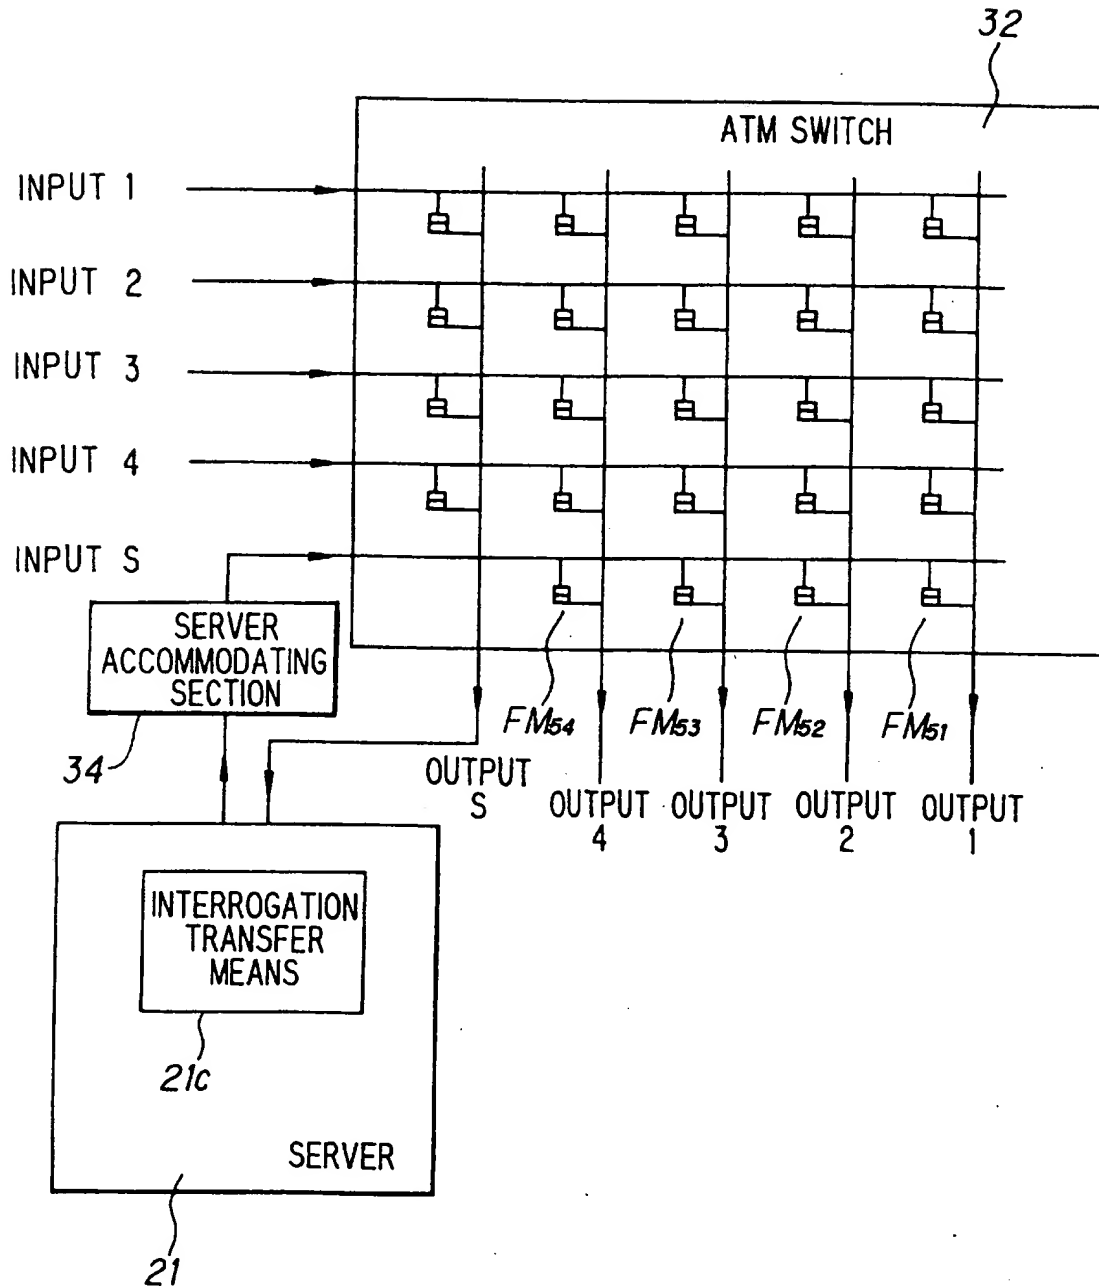 32
ATM SWITCH
INPUT 1
INPUT 2
INPUT 3
INPUT 4
INPUT S
SERVER
ACCOMMODATING
SECTION
34
FM54
FM53
FM52
FM51
OUTPUT
S
OUTPUT
4
OUTPUT
3
OUTPUT
2
OUTPUT
1
INTERROGATION
TRANSFER
MEANS
21c
SERVER
21